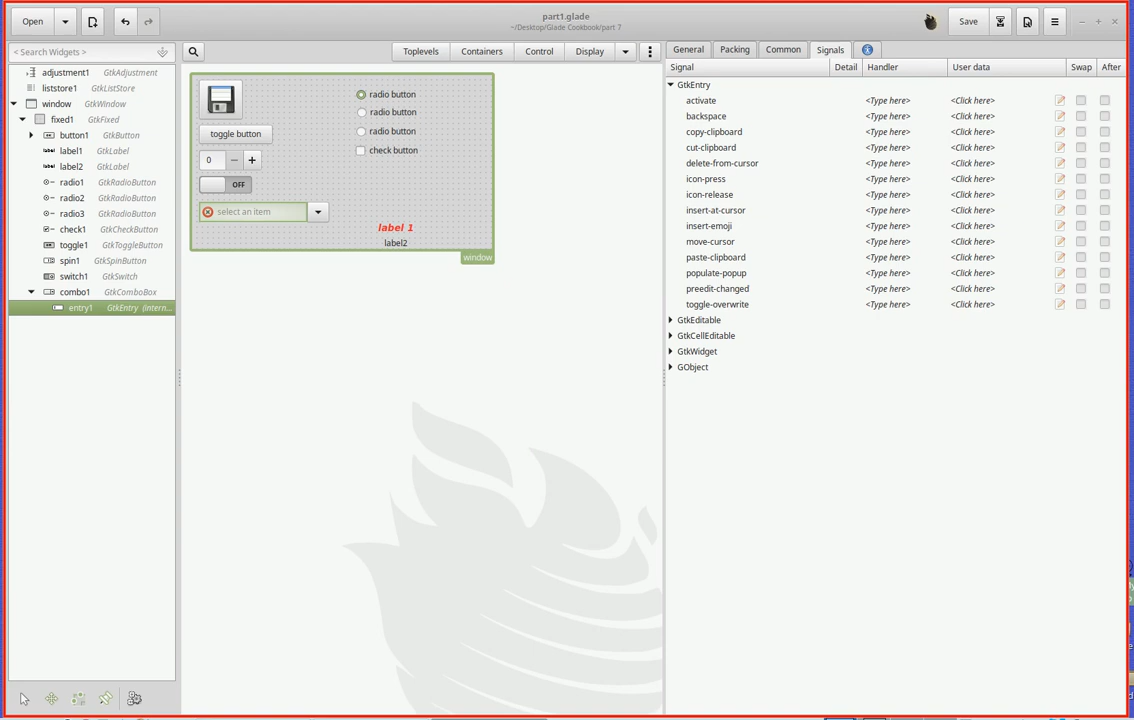 part1.glade
~/Desktop/Glade Cookbook/part 7
Open
Save
< Search Widgets >
adjustment1 GtkAdjustment
liststore1 GtkListStore
window GtkWindow
fixed1 GtkFixed
button1 GtkButton
label1 GtkLabel
label2 GtkLabel
radio1 GtkRadioButton
radio2 GtkRadioButton
radio3 GtkRadioButton
check1 GtkCheckButton
toggle1 GtkToggleButton
spin1 GtkSpinButton
switch1 GtkSwitch
combo1 GtkComboBox
entry1 GtkEntry (intern...
Toplevels Containers Control Display
radio button
toggle button
radio button
radio button
0 − +
check button
OFF
select an item
label 1
label2
window
General Packing Common Signals
Signal Detail Handler User data Swap After
GtkEntry
activate <Type here> <Click here>
backspace <Type here> <Click here>
copy-clipboard <Type here> <Click here>
cut-clipboard <Type here> <Click here>
delete-from-cursor <Type here> <Click here>
icon-press <Type here> <Click here>
icon-release <Type here> <Click here>
insert-at-cursor <Type here> <Click here>
insert-emoji <Type here> <Click here>
move-cursor <Type here> <Click here>
paste-clipboard <Type here> <Click here>
populate-popup <Type here> <Click here>
preedit-changed <Type here> <Click here>
toggle-overwrite <Type here> <Click here>
GtkEditable
GtkCellEditable
GtkWidget
GObject